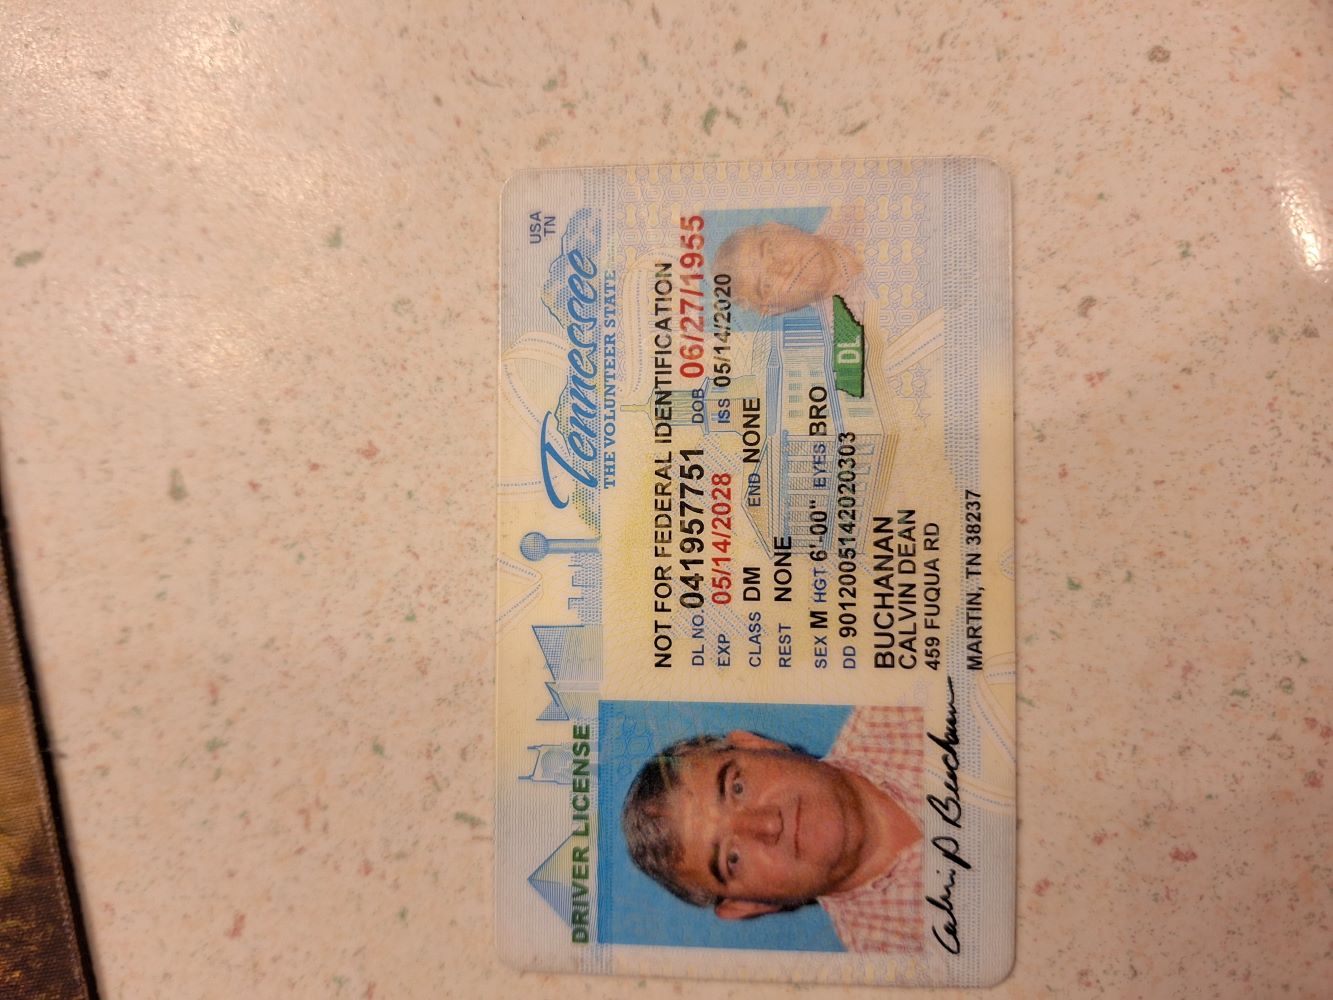 USA
TN
DRIVER LICENSE
Tennessee
THE VOLUNTEER STATE
NOT FOR FEDERAL IDENTIFICATION
DL NO. 041957751 DOB 06/27/1955
EXP 05/14/2028 ISS 05/14/2020
CLASS DM END NONE
REST NONE
SEX M HGT 6'-00" EYES BRO
DD 9012005142020303
DL
BUCHANAN
CALVIN DEAN
459 FUQUA RD
MARTIN, TN 38237
Calvin D Buchanan